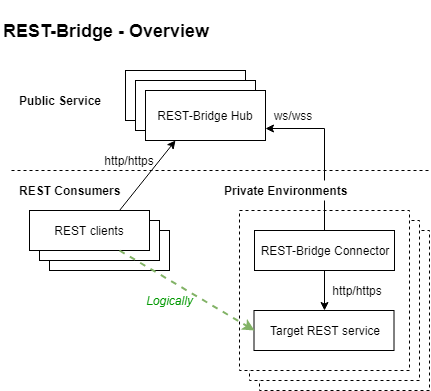 REST-Bridge - Overview
Public Service
REST-Bridge Hub
ws/wss
http/https
REST Consumers
Private Environments
REST clients
REST-Bridge Connector
http/https
Logically
Target REST service